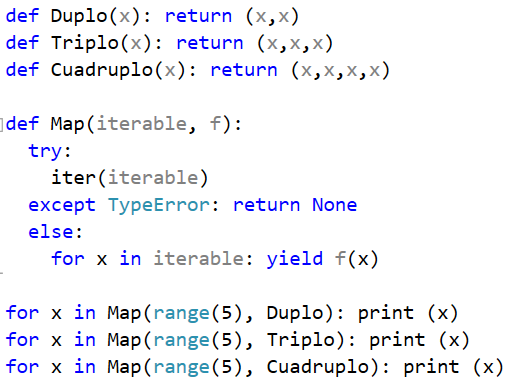 def Duplo(x): return (x,x)
def Triplo(x): return (x,x,x)
def Cuadruplo(x): return (x,x,x,x)

def Map(iterable, f):
  try:
    iter(iterable)
  except TypeError: return None
  else:
    for x in iterable: yield f(x)

for x in Map(range(5), Duplo): print (x)
for x in Map(range(5), Triplo): print (x)
for x in Map(range(5), Cuadruplo): print (x)